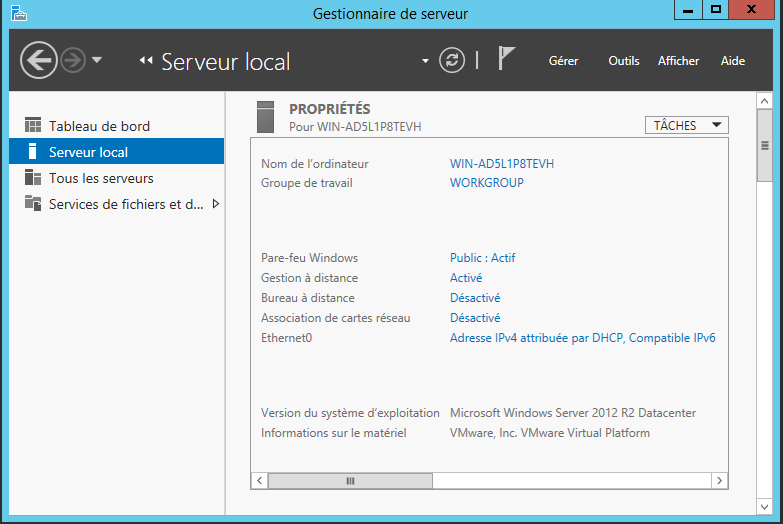 Gestionnaire de serveur
Serveur local
Gérer Outils Afficher Aide
Tableau de bord
Serveur local
Tous les serveurs
Services de fichiers et d...
PROPRIÉTÉS
Pour WIN-AD5L1P8TEVH
TÂCHES
Nom de l'ordinateur WIN-AD5L1P8TEVH
Groupe de travail WORKGROUP
Pare-feu Windows Public : Actif
Gestion à distance Activé
Bureau à distance Désactivé
Association de cartes réseau Désactivé
Ethernet0 Adresse IPv4 attribuée par DHCP, Compatible IPv6
Version du système d'exploitation Microsoft Windows Server 2012 R2 Datacenter
Informations sur le matériel VMware, Inc. VMware Virtual Platform